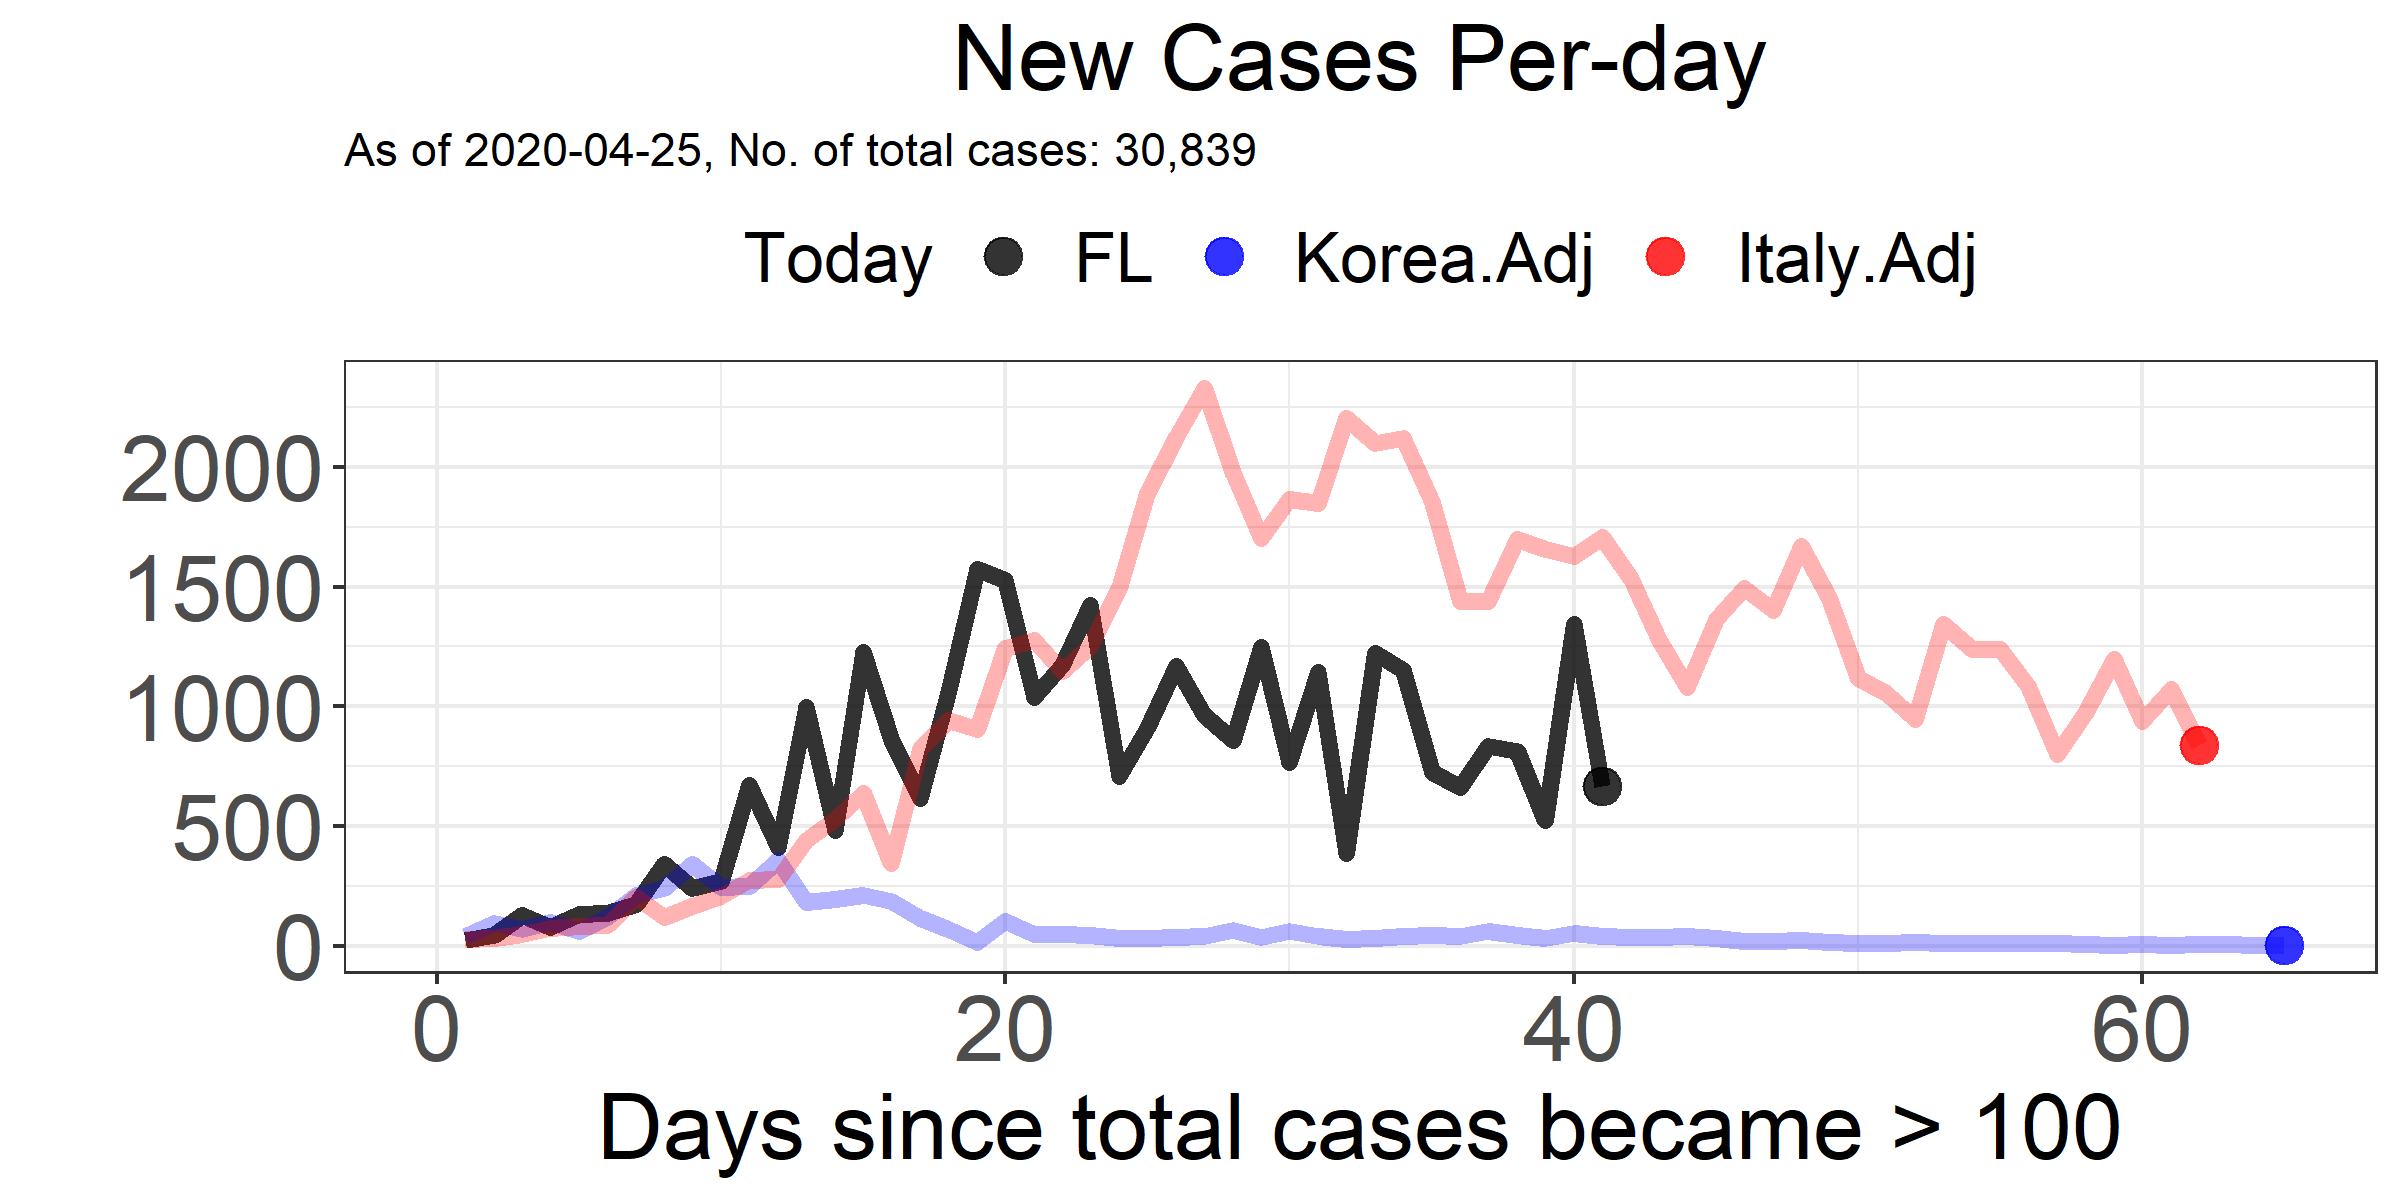 New Cases Per-day
As of 2020-04-25, No. of total cases: 30,839
Today FL Korea.Adj Italy.Adj
2000
1500
1000
500
0
0 20 40 60
Days since total cases became > 100